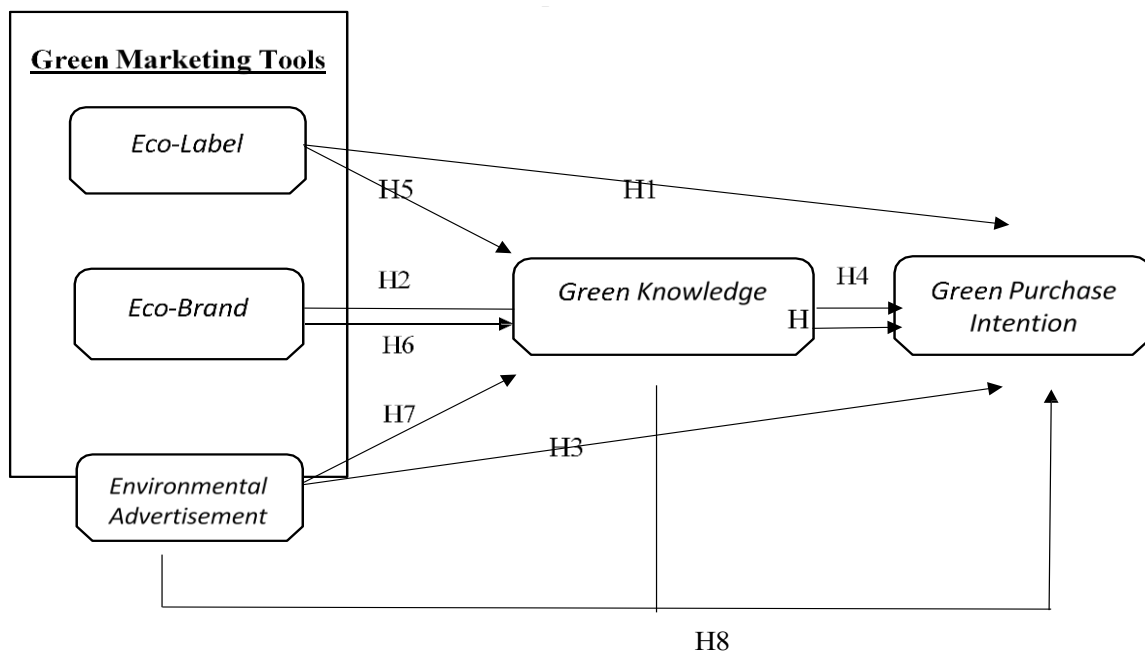 Green Marketing Tools
Eco-Label
H5
H1
Eco-Brand
H2
Green Knowledge
H4
Green Purchase
Intention
H
H6
H7
H3
Environmental
Advertisement
H8